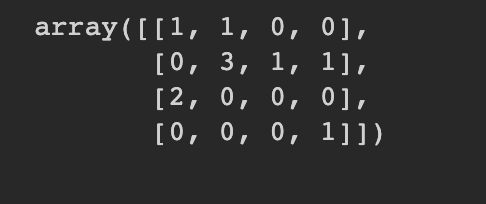 array([[1, 1, 0, 0],
[0, 3, 1, 1],
[2, 0, 0, 0],
[0, 0, 0, 1]])